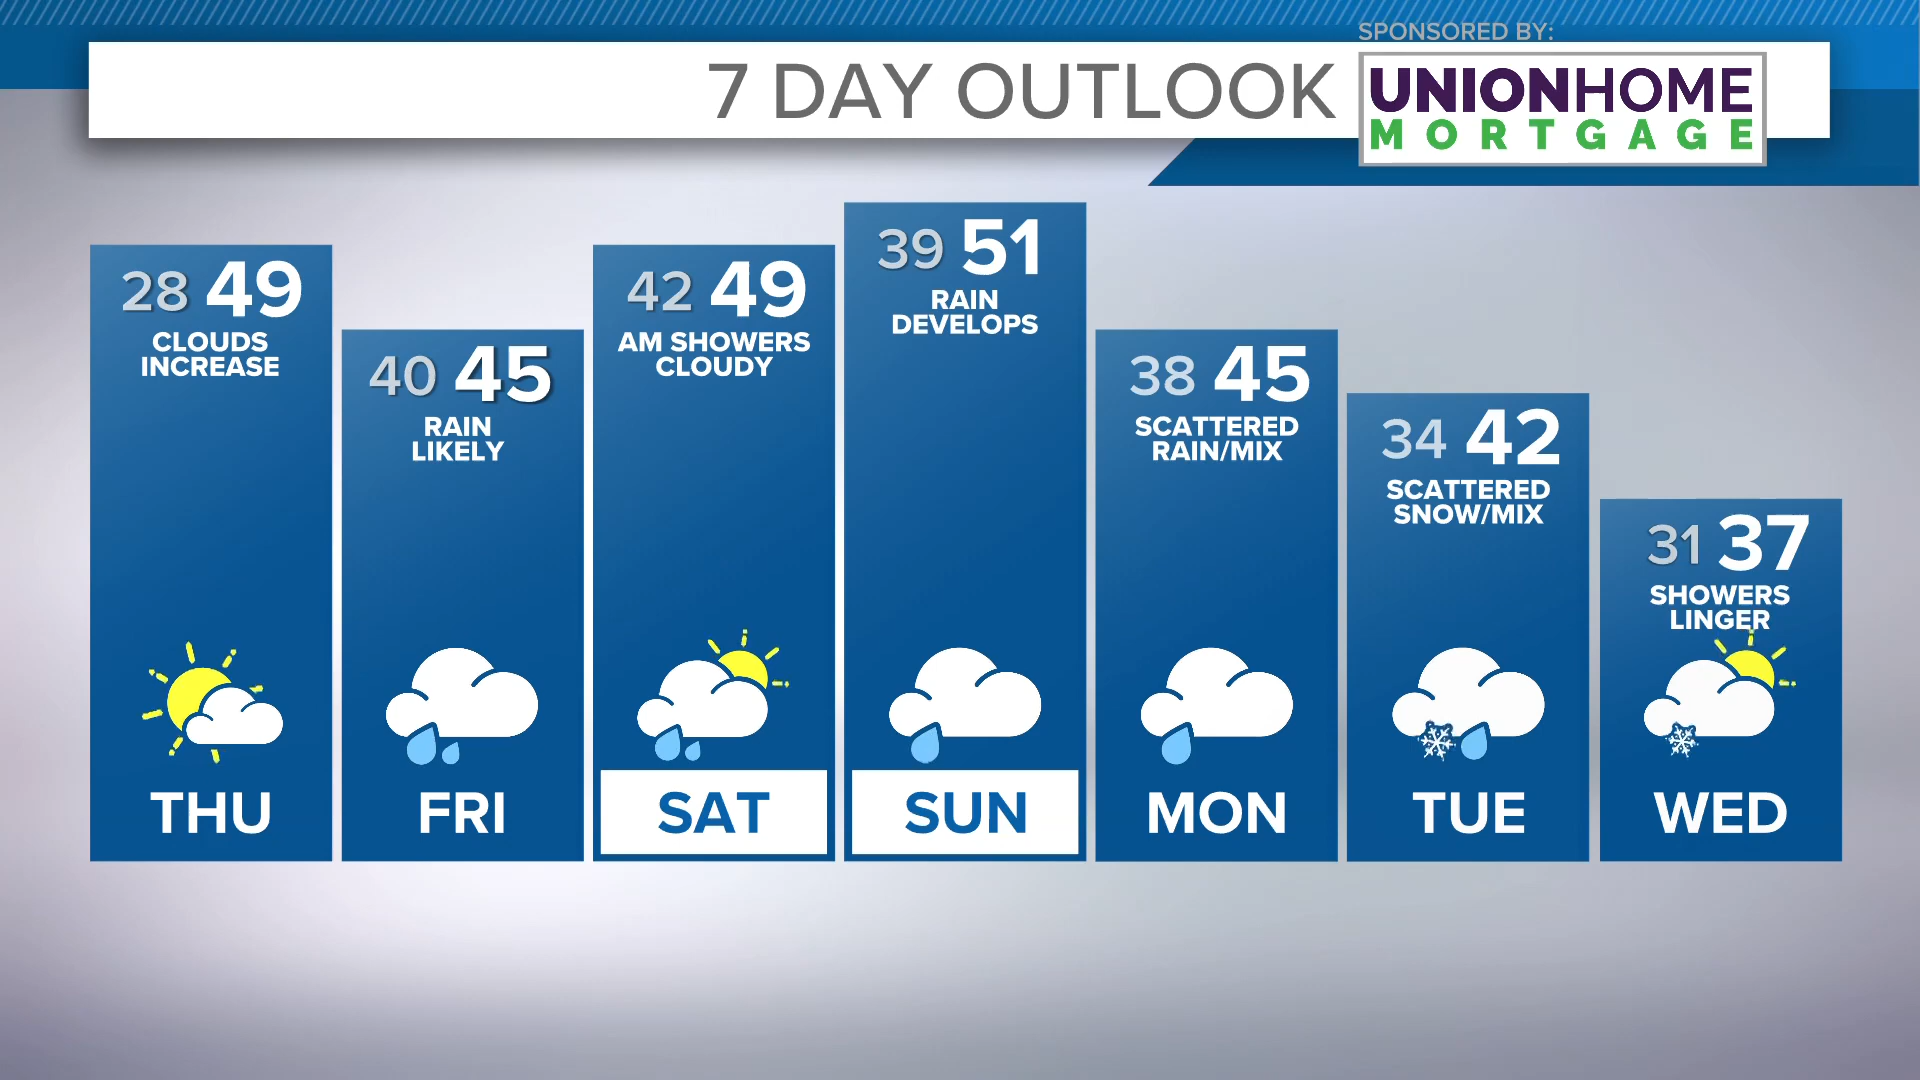 SPONSORED BY:
7 DAY OUTLOOK
UNIONHOME
MORTGAGE
28 49
CLOUDS
INCREASE
THU
40 45
RAIN
LIKELY
FRI
42 49
AM SHOWERS
CLOUDY
SAT
39 51
RAIN
DEVELOPS
SUN
38 45
SCATTERED
RAIN/MIX
MON
34 42
SCATTERED
SNOW/MIX
TUE
31 37
SHOWERS
LINGER
WED